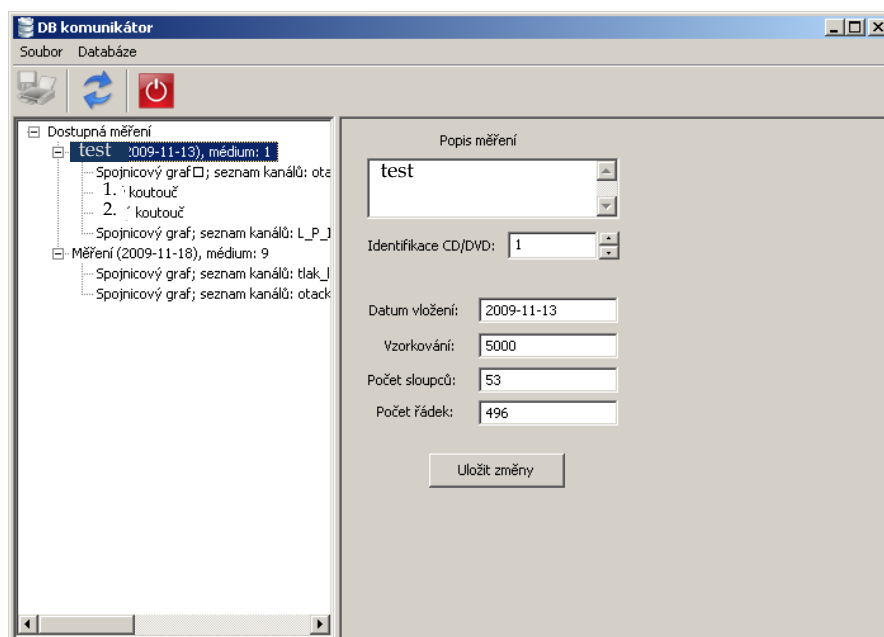 DB komunikátor
Soubor Databáze
Dostupná měření
test 2009-11-13), médium: 1
Spojnicový graf□; seznam kanálů: ota
1. koutouč
2. koutouč
Spojnicový graf; seznam kanálů: L_P_1
Měření (2009-11-18), médium: 9
Spojnicový graf; seznam kanálů: tlak_l
Spojnicový graf; seznam kanálů: otack
Popis měření
test
Identifikace CD/DVD: 1
Datum vložení: 2009-11-13
Vzorkování: 5000
Počet sloupců: 53
Počet řádek: 496
Uložit změny